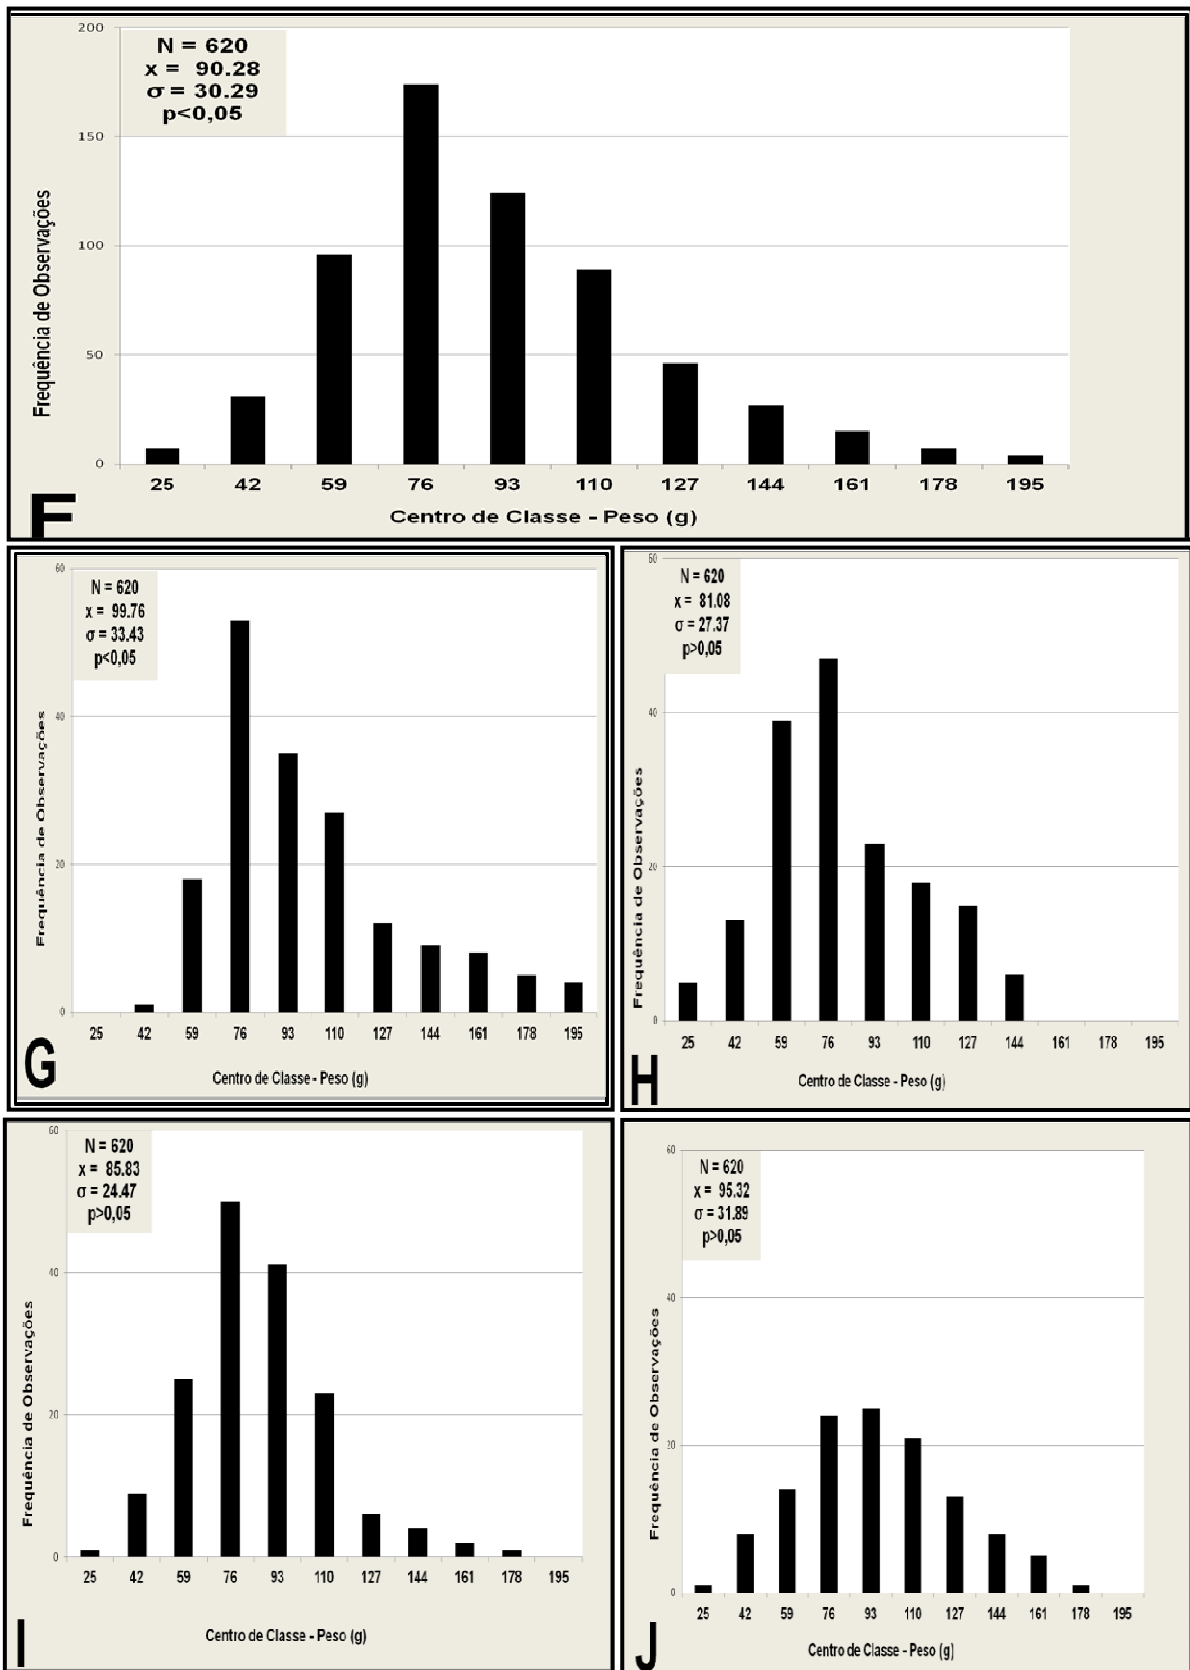 200
N = 620
x = 90.28
σ = 30.29
p<0,05
150
100
50
0
Frequência de Observações
25 42 59 76 93 110 127 144 161 178 195
Centro de Classe - Peso (g)
F
60
N = 620
x = 99.76
σ = 33.43
p<0,05
40
20
0
Frequência de Observações
25 42 59 76 93 110 127 144 161 178 195
Centro de Classe - Peso (g)
G
60
N = 620
x = 81.08
σ = 27.37
p>0,05
40
20
0
Frequência de Observações
25 42 59 76 93 110 127 144 161 178 195
Centro de Classe - Peso (g)
H
60
N = 620
x = 85.83
σ = 24.47
p>0,05
40
20
0
Frequência de Observações
25 42 59 76 93 110 127 144 161 178 195
Centro de Classe - Peso (g)
I
60
N = 620
x = 95.32
σ = 31.89
p>0,05
40
20
0
Frequência de Observações
25 42 59 76 93 110 127 144 161 178 195
Centro de Classe - Peso (g)
J